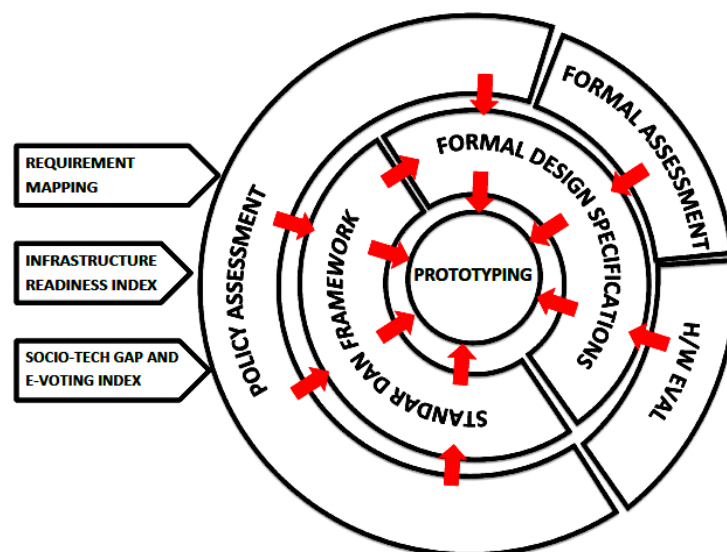 REQUIREMENT
MAPPING
INFRASTRUCTURE
READINESS INDEX
SOCIO-TECH GAP AND
E-VOTING INDEX
POLICY ASSESSMENT
FORMAL ASSESSMENT
H/W EVAL
STANDAR DAN FRAMEWORK
FORMAL DESIGN SPECIFICATIONS
PROTOTYPING